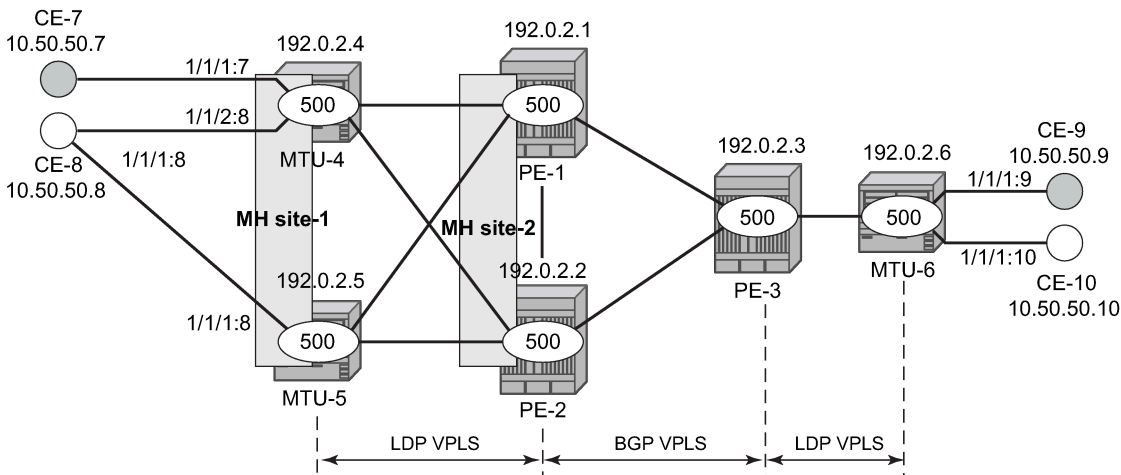 CE-7
10.50.50.7
1/1/1:7
192.0.2.4
500
MTU-4
1/1/2:8
CE-8
10.50.50.8
1/1/1:8
MH site-1
192.0.2.5
1/1/1:8
500
MTU-5
192.0.2.1
500
PE-1
MH site-2
192.0.2.2
500
PE-2
192.0.2.3
500
PE-3
192.0.2.6
500
MTU-6
CE-9
10.50.50.9
1/1/1:9
1/1/1:10
CE-10
10.50.50.10
LDP VPLS
BGP VPLS
LDP VPLS